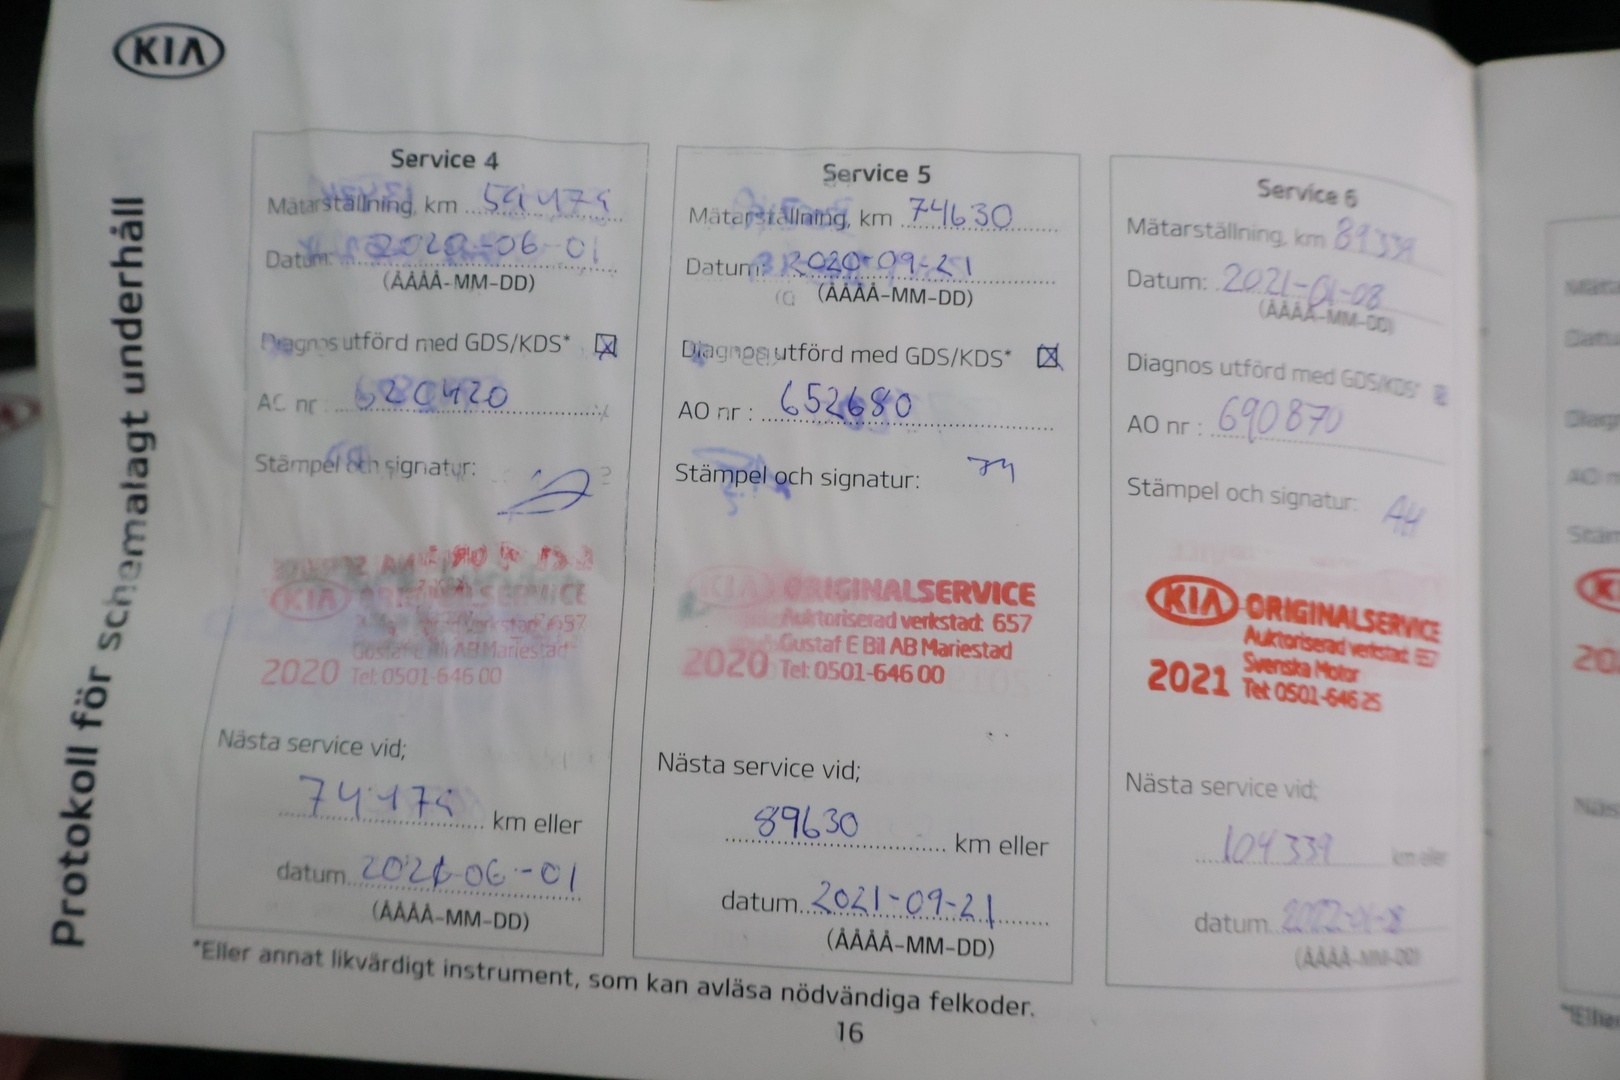 KIA
Protokoll för schemalagt underhåll
Service 4
Mätarställning, km 59475
Datum: 2020-06-01
(ÅÅÅÅ-MM-DD)
Diagnos utförd med GDS/KDS*
AO nr : 620420
Stämpel och signatur:
KIA ORIGINALSERVICE
Gustaf E Bil AB Mariestad
2020 Tel: 0501-646 00
Nästa service vid;
74475 km eller
datum 2021-06-01
(ÅÅÅÅ-MM-DD)
Service 5
Mätarställning, km 74630
Datum: 2020-09-21
(ÅÅÅÅ-MM-DD)
Diagnos utförd med GDS/KDS*
AO nr : 652680
Stämpel och signatur:
KIA ORIGINALSERVICE
Auktoriserad verkstad: 657
Gustaf E Bil AB Mariestad
2020 Tel: 0501-646 00
Nästa service vid;
89630 km eller
datum 2021-09-21
(ÅÅÅÅ-MM-DD)
Service 6
Mätarställning, km 89339
Datum: 2021-01-08
(ÅÅÅÅ-MM-DD)
Diagnos utförd med GDS/KDS*
AO nr : 690870
Stämpel och signatur: AH
KIA ORIGINALSERVICE
Auktoriserad verkstad: 657
Svenska Motor
2021 Tel: 0501-646 25
Nästa service vid;
104339 km eller
datum 2022-01-08
(ÅÅÅÅ-MM-DD)
*Eller annat likvärdigt instrument, som kan avläsa nödvändiga felkoder.
16